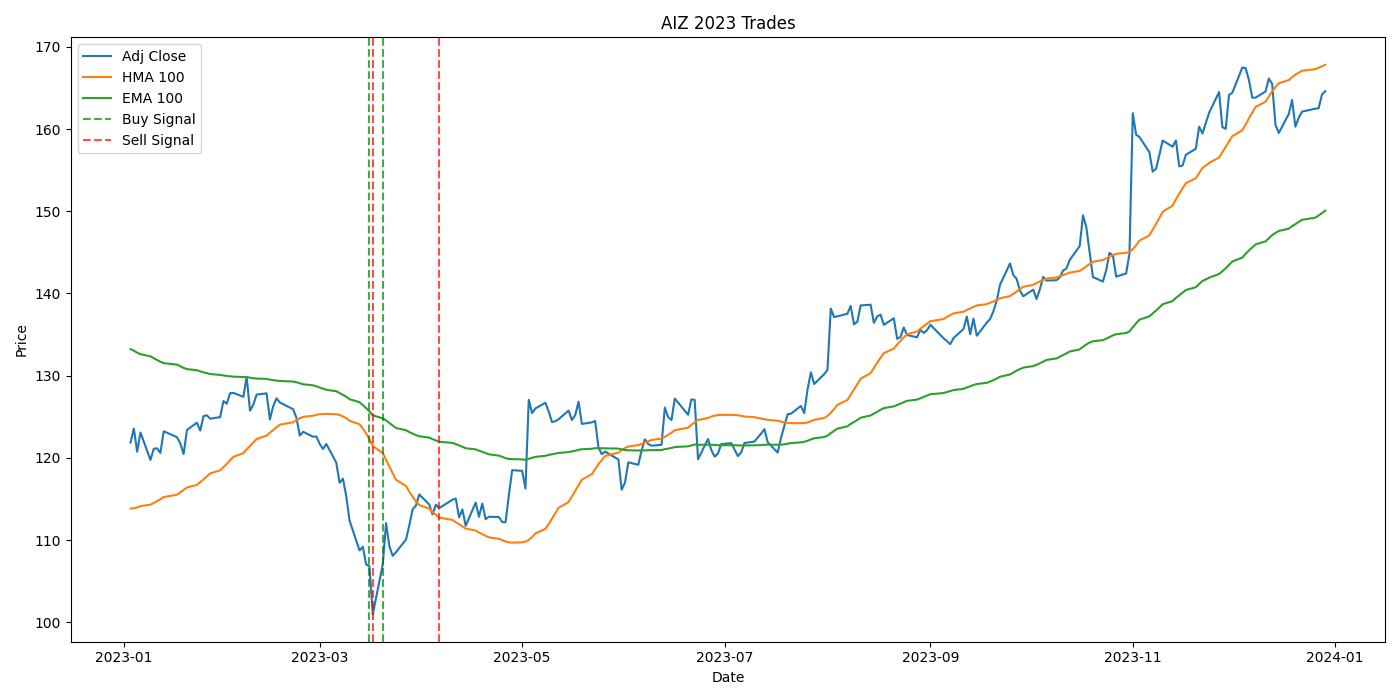 AIZ 2023 Trades
Adj Close
HMA 100
EMA 100
Buy Signal
Sell Signal
Price
170
160
150
140
130
120
110
100
2023-01
2023-03
2023-05
2023-07
2023-09
2023-11
2024-01
Date